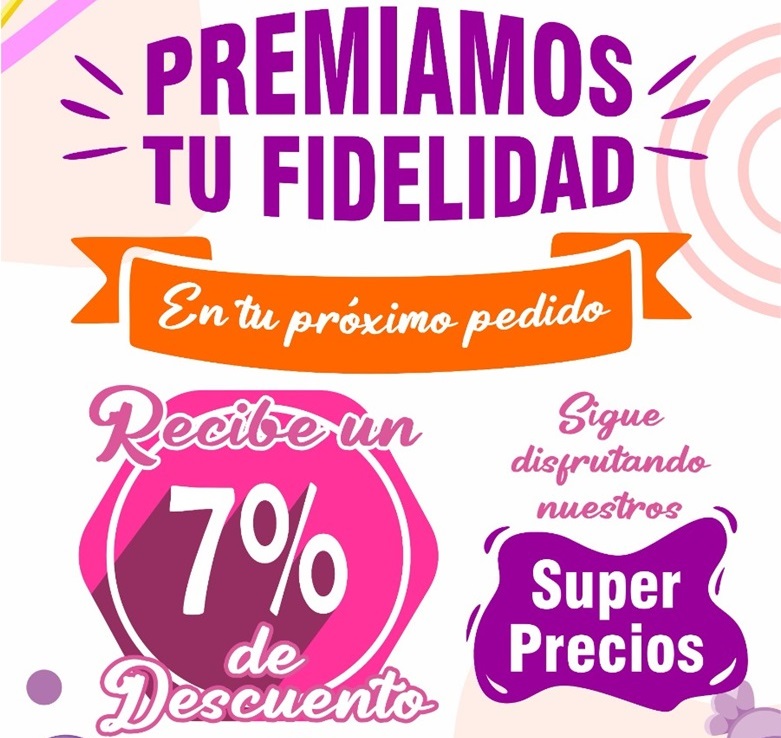 PREMIAMOS
TU FIDELIDAD
En tu próximo pedido
Recibe un
7%
de
Descuento
Sigue
disfrutando
nuestros
Super
Precios